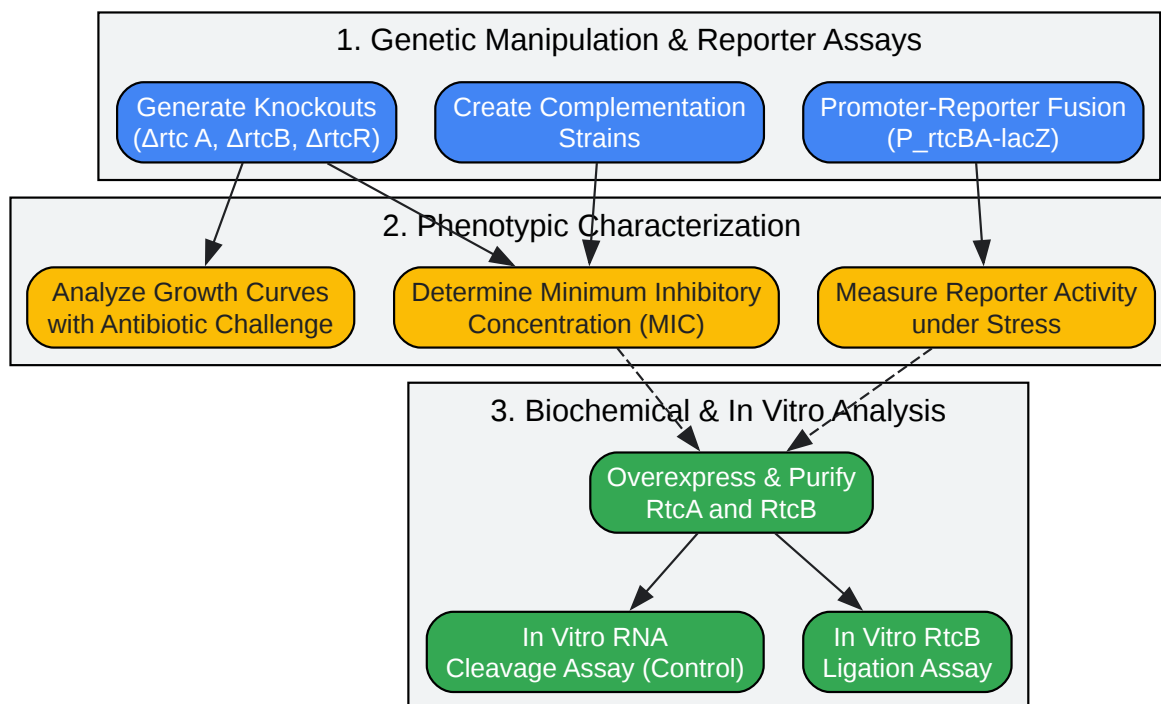 1. Genetic Manipulation & Reporter Assays
Generate Knockouts
(Δrtc A, ΔrtcB, ΔrtcR)
Create Complementation
Strains
Promoter-Reporter Fusion
(P_rtcBA-lacZ)
2. Phenotypic Characterization
Analyze Growth Curves
with Antibiotic Challenge
Determine Minimum Inhibitory
Concentration (MIC)
Measure Reporter Activity
under Stress
3. Biochemical & In Vitro Analysis
Overexpress & Purify
RtcA and RtcB
In Vitro RNA
Cleavage Assay (Control)
In Vitro RtcB
Ligation Assay